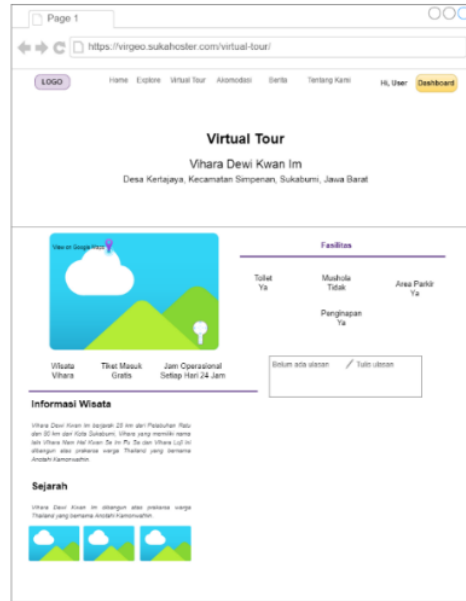 Page 1
https://virgeo.sukahoster.com/virtual-tour/
LOGO Home Explore Virtual Tour Akomodasi Berita Tentang Kami Hi, User Dashboard
Virtual Tour
Vihara Dewi Kwan Im
Desa Kertajaya, Kecamatan Simpenan, Sukabumi, Jawa Barat
View on Google Maps
Fasilitas
Toilet Mushola Area Parkir
Ya Tidak Ya
Penginapan
Ya
Wisata Tiket Masuk Jam Operasional
Vihara Gratis Setiap Hari 24 Jam
Belum ada ulasan Tulis ulasan
Informasi Wisata
Vihara Dewi Kwan Im berjarak 25 km dari Pelabuhan Ratu
dan 90 km dari Kota Sukabumi, Vihara yang memiliki nama
lain Vihara Nam Hai Kwan Se Im Po Sa dan Vihara Loji ini
dibangun atas prakarsa warga Thailand yang bernama
Sejarah
Vihara Dewi Kwan Im dibangun atas prakarsa warga
Thailand yang bernama